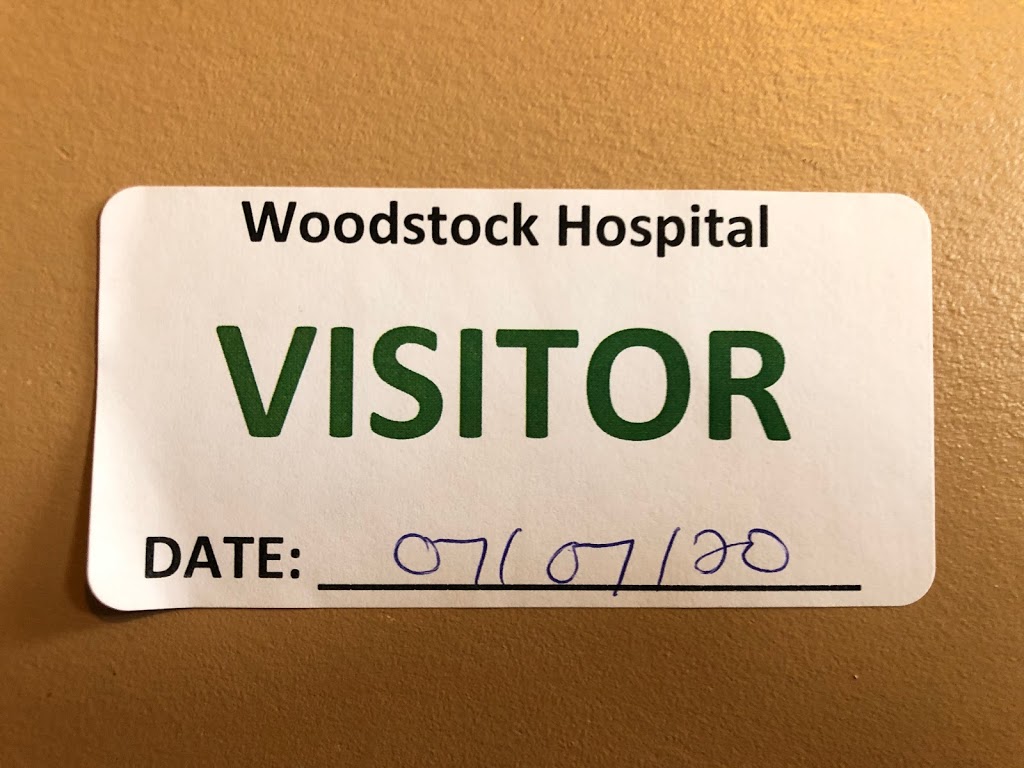 Woodstock Hospital
VISITOR
DATE: 07/07/20